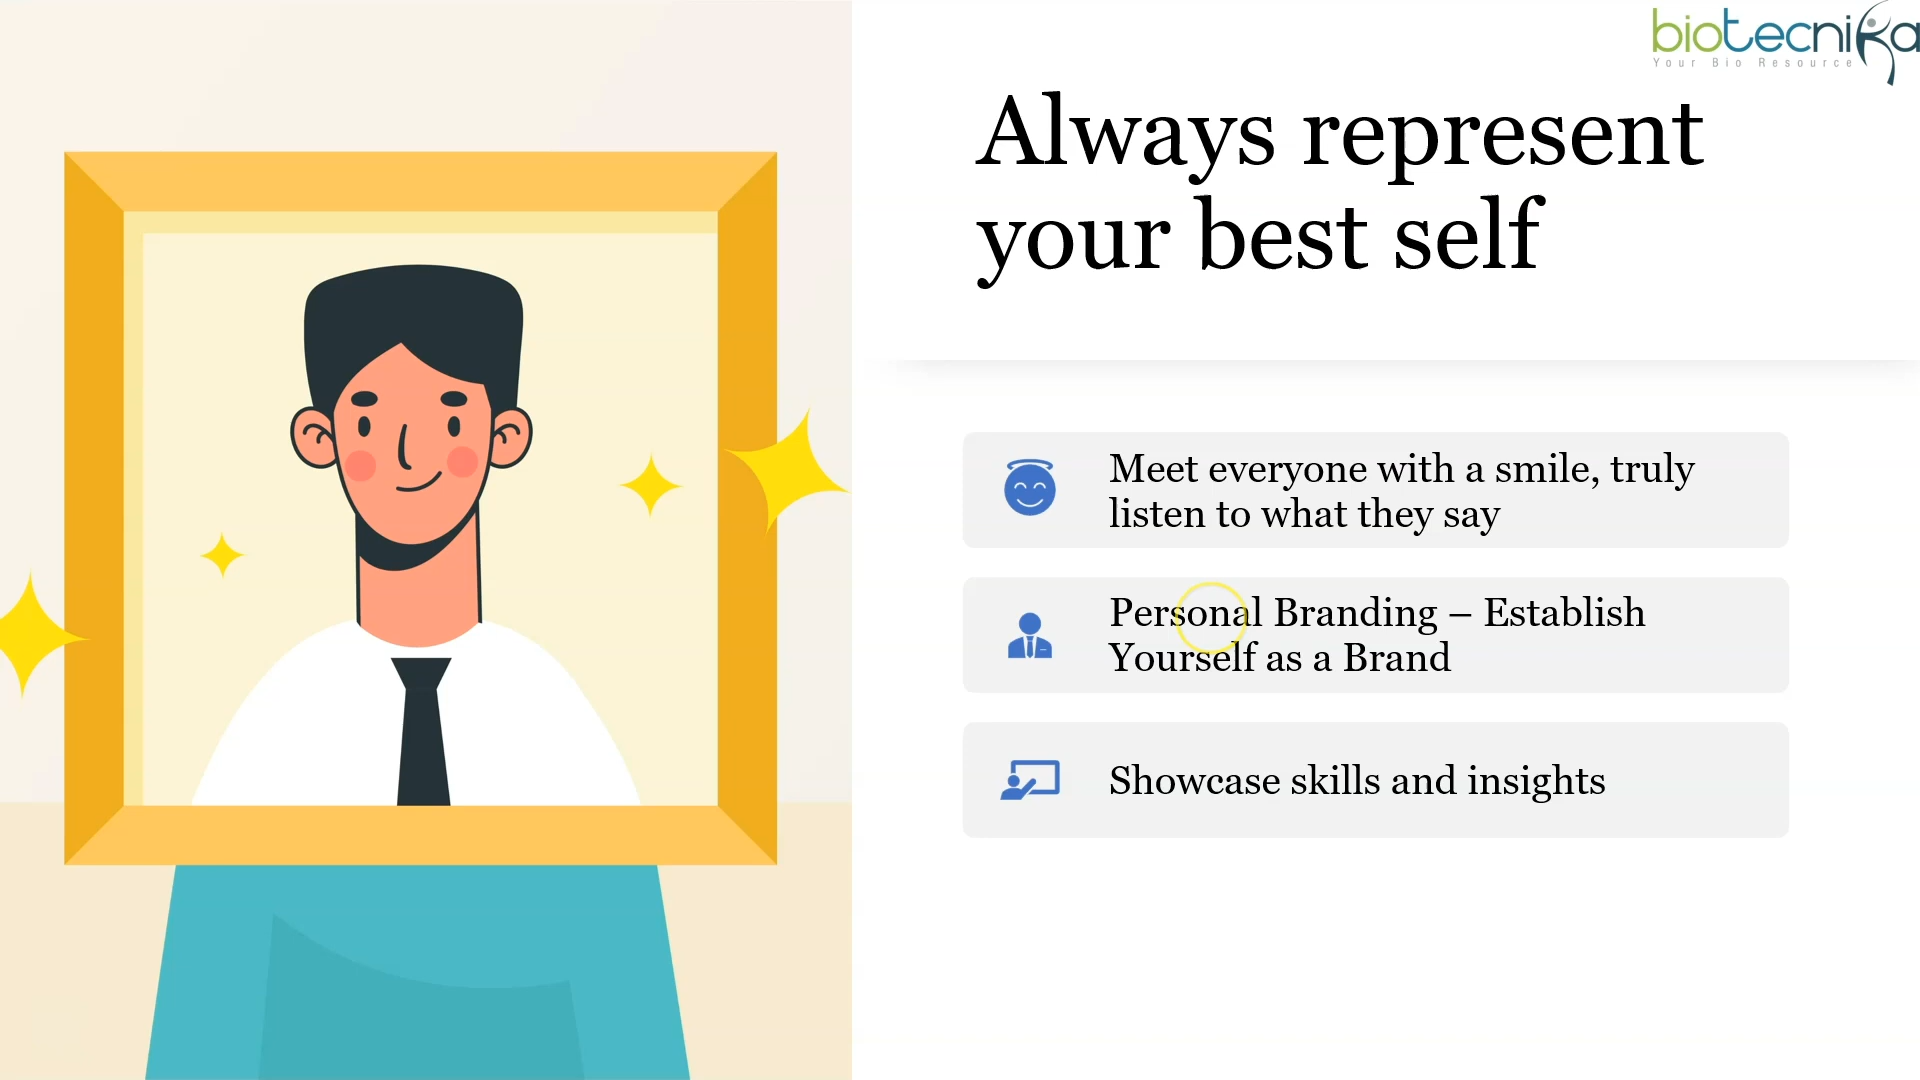 biotecnika
Your Bio Resource
Always represent
your best self
Meet everyone with a smile, truly
listen to what they say
Personal Branding – Establish
Yourself as a Brand
Showcase skills and insights